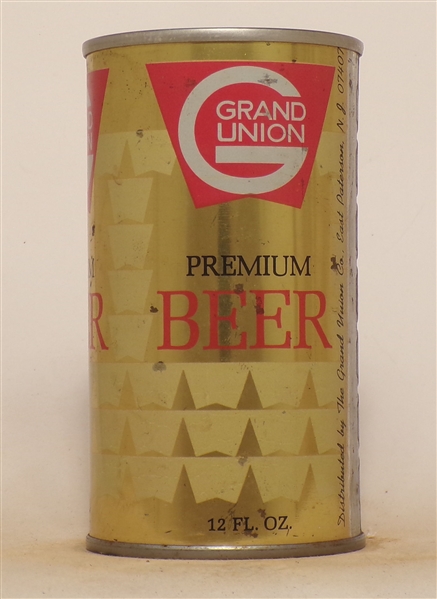 GRAND
UNION
PREMIUM
BEER
12 FL. OZ.
R
Distributed by The Grand Union Co. East Paterson, N. J. 07407